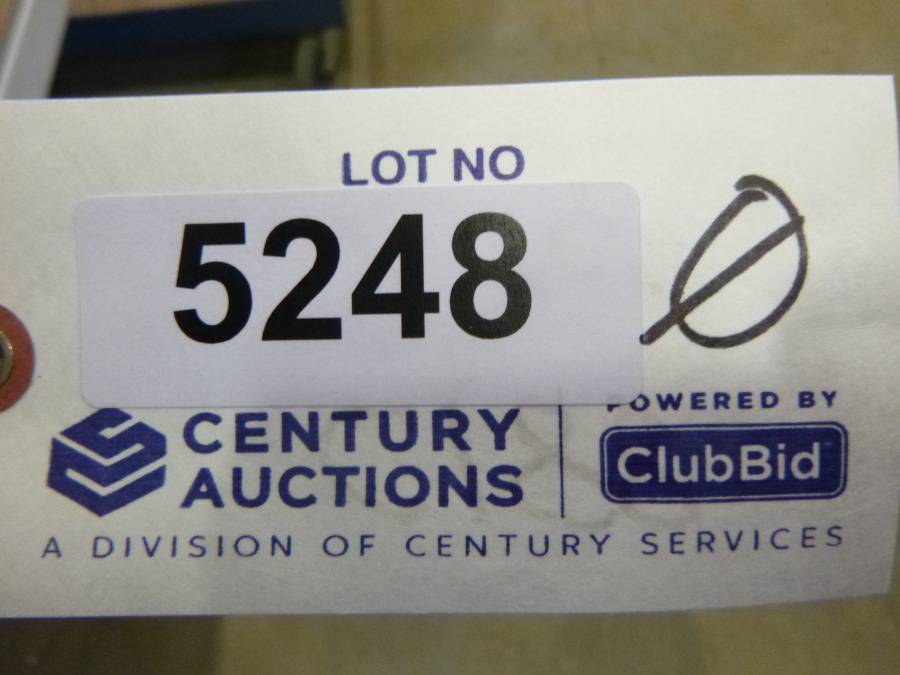 LOT NO
5248 Ø
CENTURY
AUCTIONS
POWERED BY
ClubBid
A DIVISION OF CENTURY SERVICES